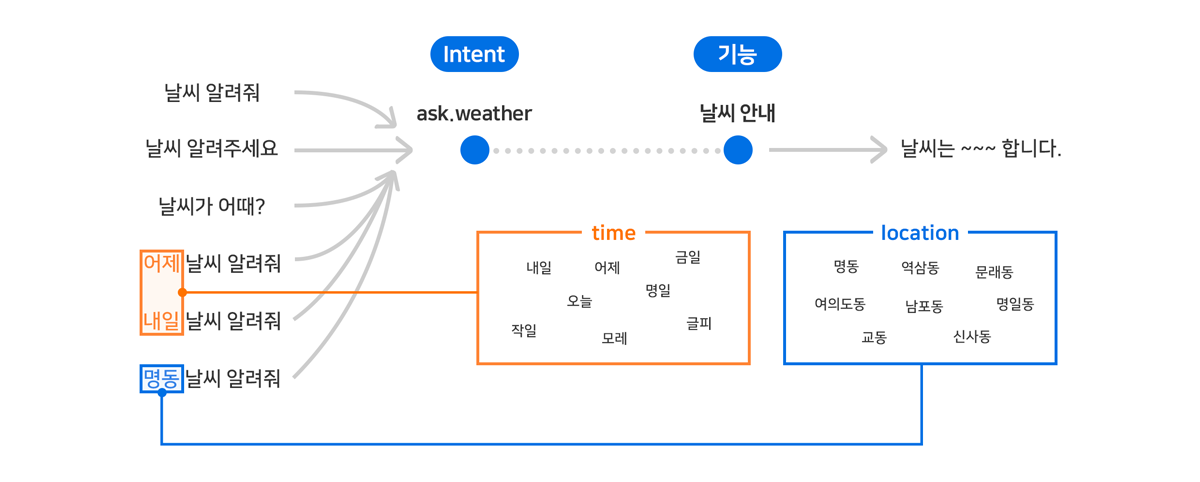 Intent
기능
날씨 알려줘
ask.weather
날씨 안내
날씨 알려주세요
날씨는 ~~~ 합니다.
날씨가 어때?
어제 날씨 알려줘
내일 날씨 알려줘
명동 날씨 알려줘
time
내일 어제 금일
오늘 명일
작일 모레 글피
location
명동 역삼동 문래동
여의도동 남포동 명일동
교동 신사동